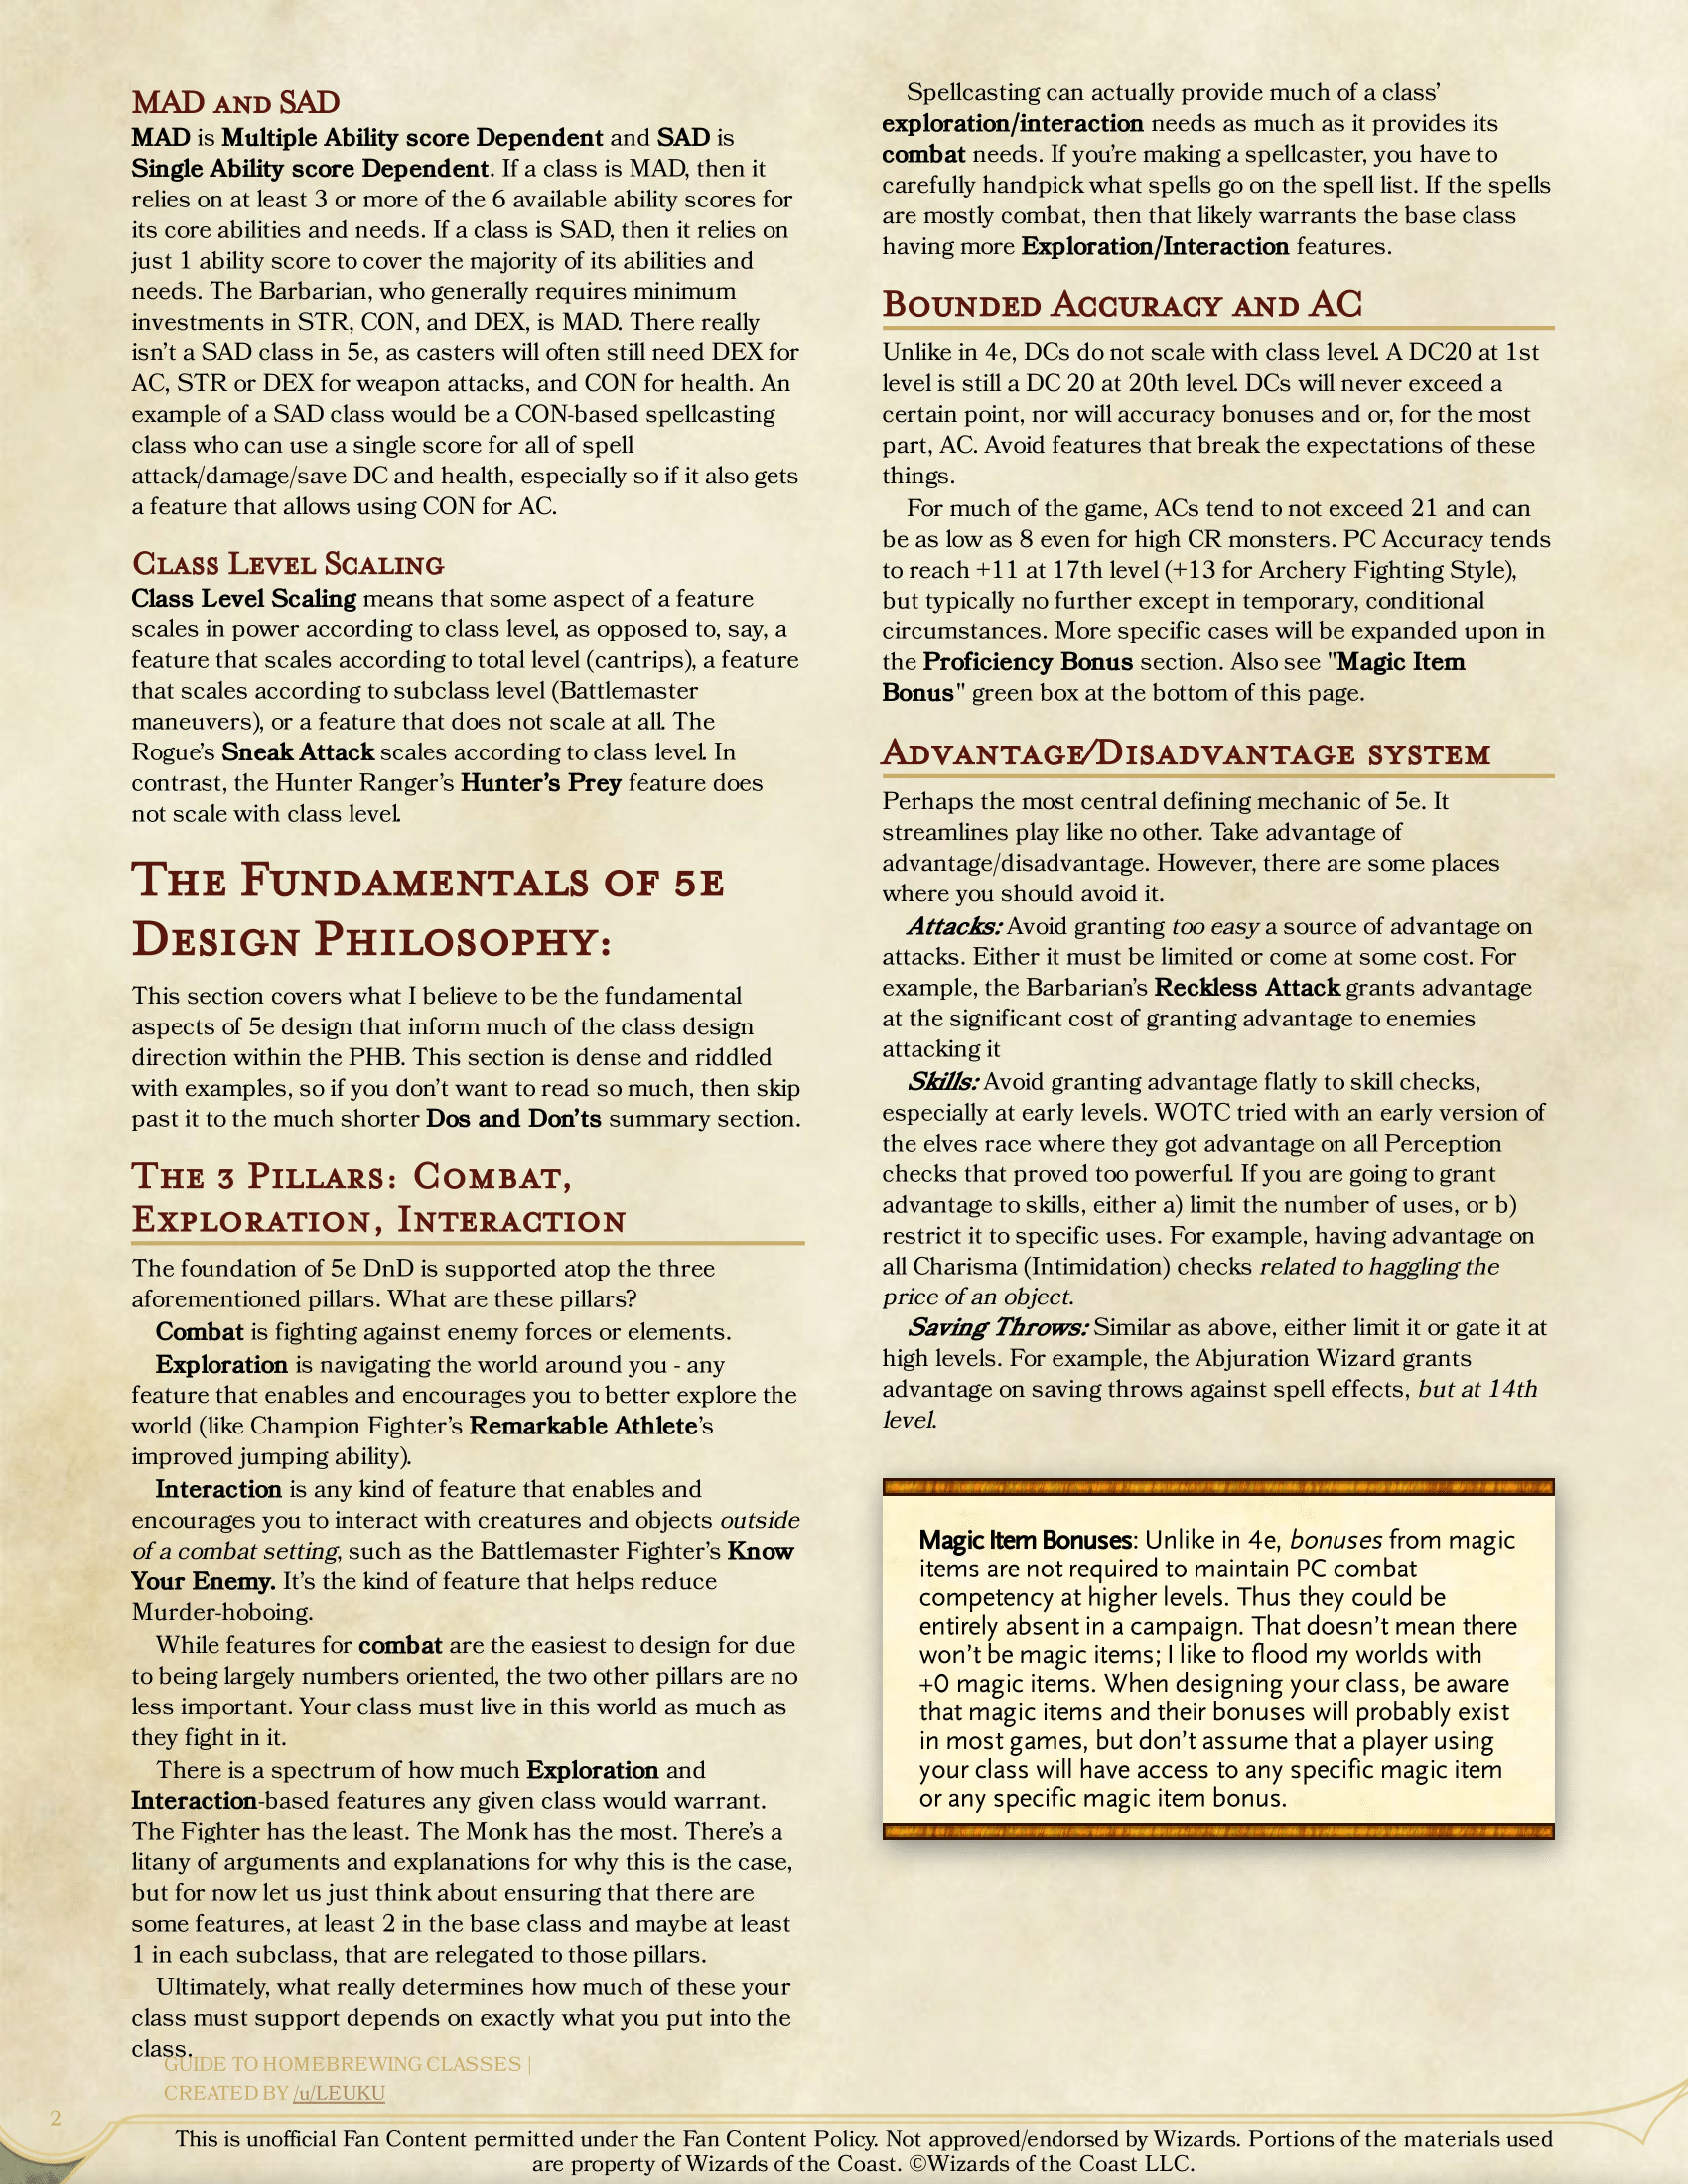 MAD and SAD
MAD is Multiple Ability score Dependent and SAD is
Single Ability score Dependent. If a class is MAD, then it
relies on at least 3 or more of the 6 available ability scores for
its core abilities and needs. If a class is SAD, then it relies on
just 1 ability score to cover the majority of its abilities and
needs. The Barbarian, who generally requires minimum
investments in STR, CON, and DEX, is MAD. There really
isn't a SAD class in 5e, as casters will often still need DEX for
AC, STR or DEX for weapon attacks, and CON for health. An
example of a SAD class would be a CON-based spellcasting
class who can use a single score for all of spell
attack/damage/save DC and health, especially so if it also gets
a feature that allows using CON for AC.
Class Level Scaling
Class Level Scaling means that some aspect of a feature
scales in power according to class level, as opposed to, say, a
feature that scales according to total level (cantrips), a feature
that scales according to subclass level (Battlemaster
maneuvers), or a feature that does not scale at all. The
Rogue's Sneak Attack scales according to class level. In
contrast, the Hunter Ranger's Hunter's Prey feature does
not scale with class level.
The Fundamentals of 5e
Design Philosophy:
This section covers what I believe to be the fundamental
aspects of 5e design that inform much of the class design
direction within the PHB. This section is dense and riddled
with examples, so if you don't want to read so much, then skip
past it to the much shorter Dos and Don'ts summary section.
The 3 Pillars: Combat,
Exploration, Interaction
The foundation of 5e DnD is supported atop the three
aforementioned pillars. What are these pillars?
Combat is fighting against enemy forces or elements.
Exploration is navigating the world around you - any
feature that enables and encourages you to better explore the
world (like Champion Fighter's Remarkable Athlete's
improved jumping ability).
Interaction is any kind of feature that enables and
encourages you to interact with creatures and objects outside
of a combat setting, such as the Battlemaster Fighter's Know
Your Enemy. It's the kind of feature that helps reduce
Murder-hoboing.
While features for combat are the easiest to design for due
to being largely numbers oriented, the two other pillars are no
less important. Your class must live in this world as much as
they fight in it.
There is a spectrum of how much Exploration and
Interaction-based features any given class would warrant.
The Fighter has the least. The Monk has the most. There's a
litany of arguments and explanations for why this is the case,
but for now let us just think about ensuring that there are
some features, at least 2 in the base class and maybe at least
1 in each subclass, that are relegated to those pillars.
Ultimately, what really determines how much of these your
class must support depends on exactly what you put into the
class.
Spellcasting can actually provide much of a class'
exploration/interaction needs as much as it provides its
combat needs. If you're making a spellcaster, you have to
carefully handpick what spells go on the spell list. If the spells
are mostly combat, then that likely warrants the base class
having more Exploration/Interaction features.
Bounded Accuracy and AC
Unlike in 4e, DCs do not scale with class level. A DC20 at 1st
level is still a DC 20 at 20th level. DCs will never exceed a
certain point, nor will accuracy bonuses and or, for the most
part, AC. Avoid features that break the expectations of these
things.
For much of the game, ACs tend to not exceed 21 and can
be as low as 8 even for high CR monsters. PC Accuracy tends
to reach +11 at 17th level (+13 for Archery Fighting Style),
but typically no further except in temporary, conditional
circumstances. More specific cases will be expanded upon in
the Proficiency Bonus section. Also see "Magic Item
Bonus" green box at the bottom of this page.
Advantage/Disadvantage system
Perhaps the most central defining mechanic of 5e. It
streamlines play like no other. Take advantage of
advantage/disadvantage. However, there are some places
where you should avoid it.
Attacks: Avoid granting too easy a source of advantage on
attacks. Either it must be limited or come at some cost. For
example, the Barbarian's Reckless Attack grants advantage
at the significant cost of granting advantage to enemies
attacking it
Skills: Avoid granting advantage flatly to skill checks,
especially at early levels. WOTC tried with an early version of
the elves race where they got advantage on all Perception
checks that proved too powerful. If you are going to grant
advantage to skills, either a) limit the number of uses, or b)
restrict it to specific uses. For example, having advantage on
all Charisma (Intimidation) checks related to haggling the
price of an object.
Saving Throws: Similar as above, either limit it or gate it at
high levels. For example, the Abjuration Wizard grants
advantage on saving throws against spell effects, but at 14th
level.
Magic Item Bonuses: Unlike in 4e, bonuses from magic
items are not required to maintain PC combat
competency at higher levels. Thus they could be
entirely absent in a campaign. That doesn't mean there
won't be magic items; I like to flood my worlds with
+0 magic items. When designing your class, be aware
that magic items and their bonuses will probably exist
in most games, but don't assume that a player using
your class will have access to any specific magic item
or any specific magic item bonus.
GUIDE TO HOMEBREWING CLASSES |
CREATED BY /u/LEUKU
2
This is unofficial Fan Content permitted under the Fan Content Policy. Not approved/endorsed by Wizards. Portions of the materials used
are property of Wizards of the Coast. ©Wizards of the Coast LLC.